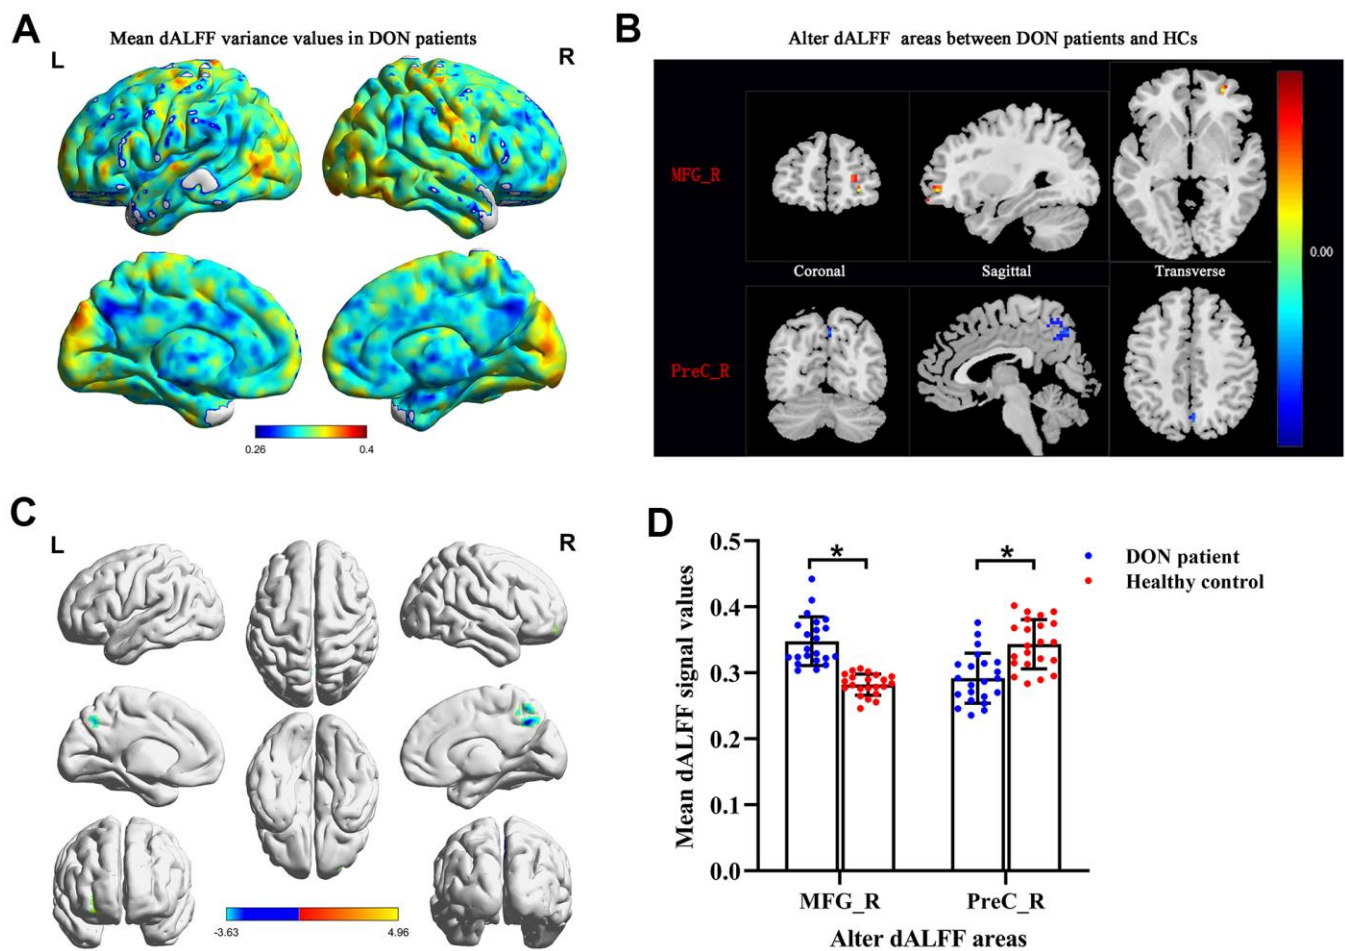 A
Mean dALFF variance values in DON patients
L
R
0.26
0.4
B
Alter dALFF areas between DON patients and HCs
MFG_R
Coronal
Sagittal
Transverse
PreC_R
0.00
C
L
R
-3.63
4.96
D
Mean dALFF signal values
0.5
0.4
0.3
0.2
0.1
0.0
*
*
DON patient
Healthy control
MFG_R
PreC_R
Alter dALFF areas